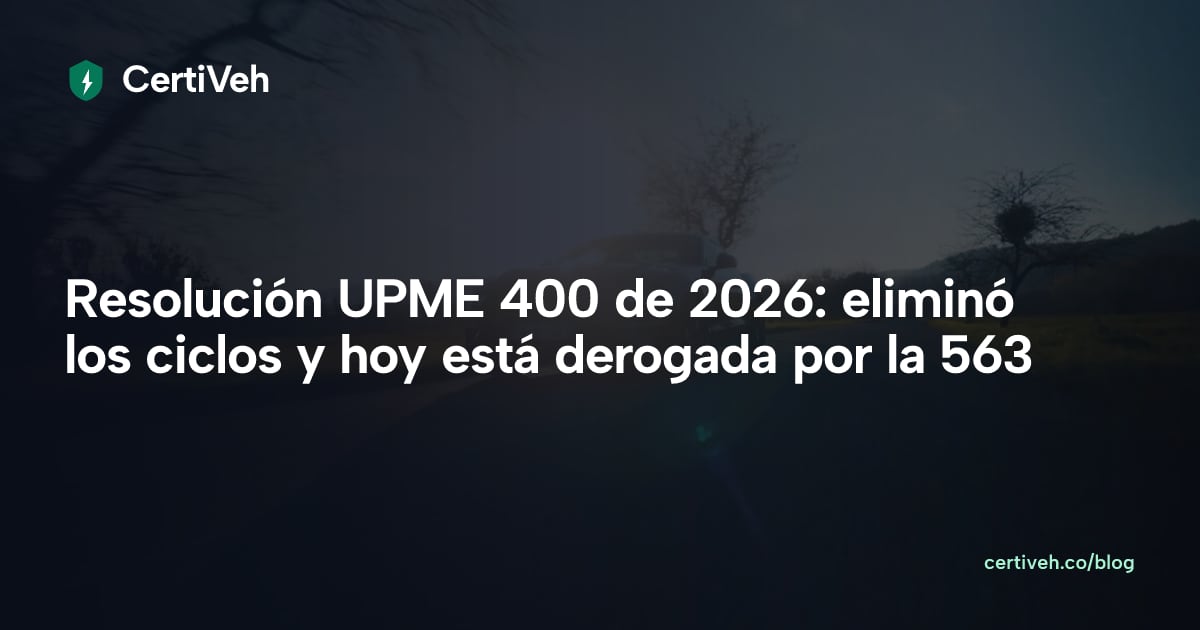 CertiVeh
Resolución UPME 400 de 2026: eliminó
los ciclos y hoy está derogada por la 563
certiveh.co/blog